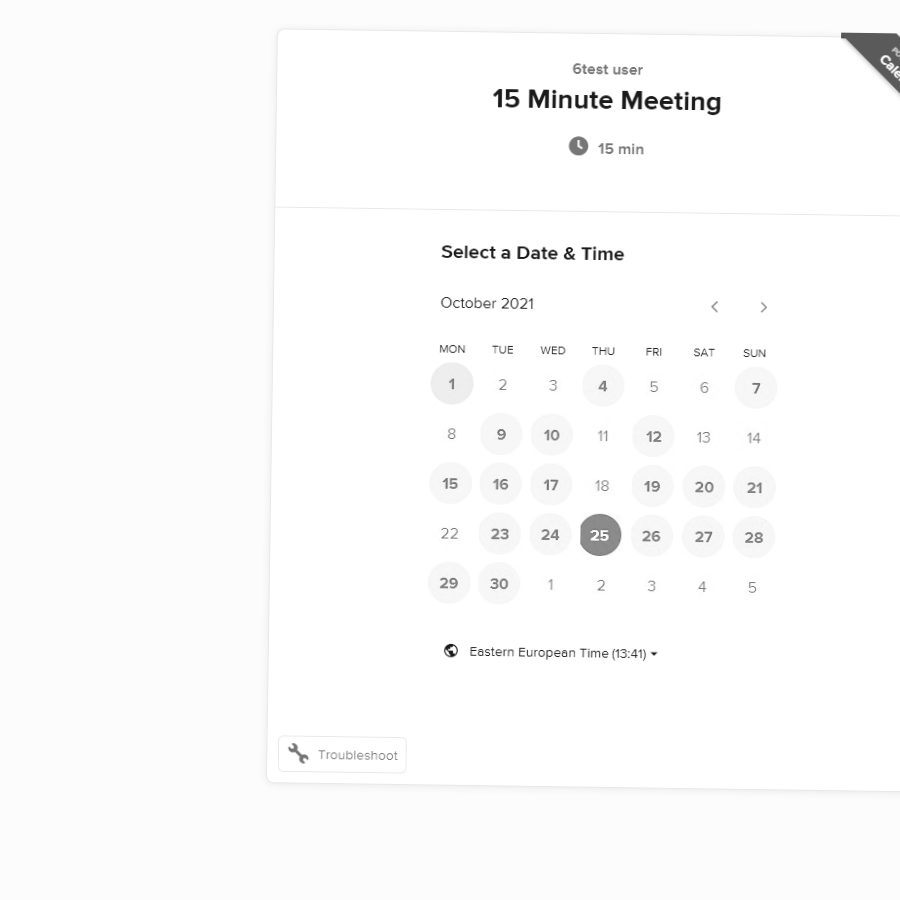 6test user
15 Minute Meeting
15 min
Select a Date & Time
October 2021
MON TUE WED THU FRI SAT SUN
1 2 3 4 5 6 7
8 9 10 11 12 13 14
15 16 17 18 19 20 21
22 23 24 25 26 27 28
29 30 1 2 3 4 5
Eastern European Time (13:41)
Troubleshoot